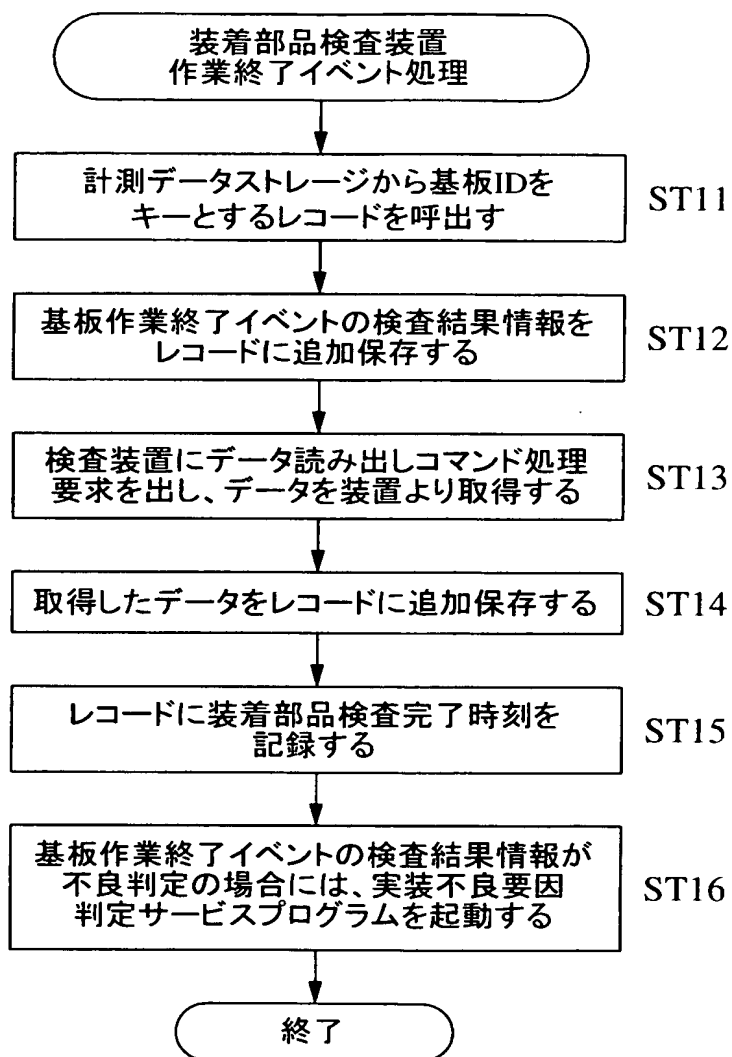 装着部品検査装置
作業終了イベント処理
計測データストレージから基板IDを
キーとするレコードを呼出す
ST11
基板作業終了イベントの検査結果情報を
レコードに追加保存する
ST12
検査装置にデータ読み出しコマンド処理
要求を出し、データを装置より取得する
ST13
取得したデータをレコードに追加保存する
ST14
レコードに装着部品検査完了時刻を
記録する
ST15
基板作業終了イベントの検査結果情報が
不良判定の場合には、実装不良要因
判定サービスプログラムを起動する
ST16
終了